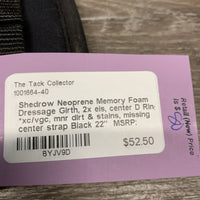 The Tack Collector
1001664-40
Shedrow Neoprene Memory Foam
Dressage Girth, 2x els, center D Rin
*xc/vgc, mnr dirt & stains, missing
center strap Black 22" MSRP:
$52.50
BYJV9D
Retail (New) Price
is $